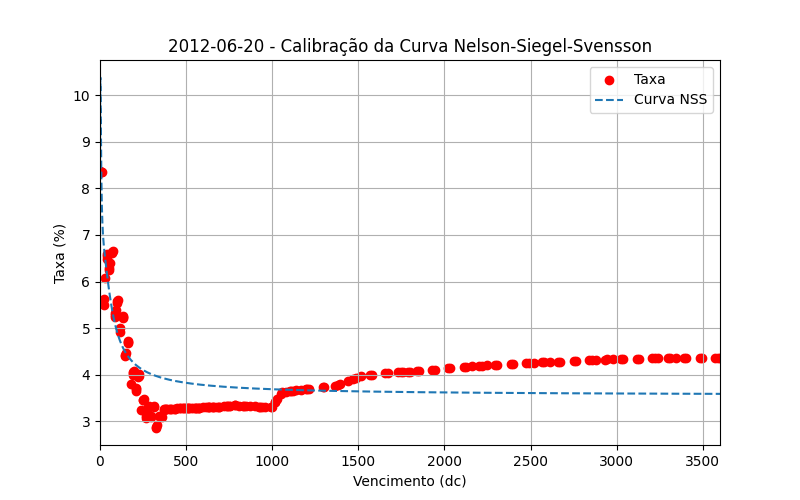 2012-06-20 - Calibração da Curva Nelson-Siegel-Svensson
Taxa
Curva NSS
Taxa (%)
10
9
8
7
6
5
4
3
0 500 1000 1500 2000 2500 3000 3500
Vencimento (dc)